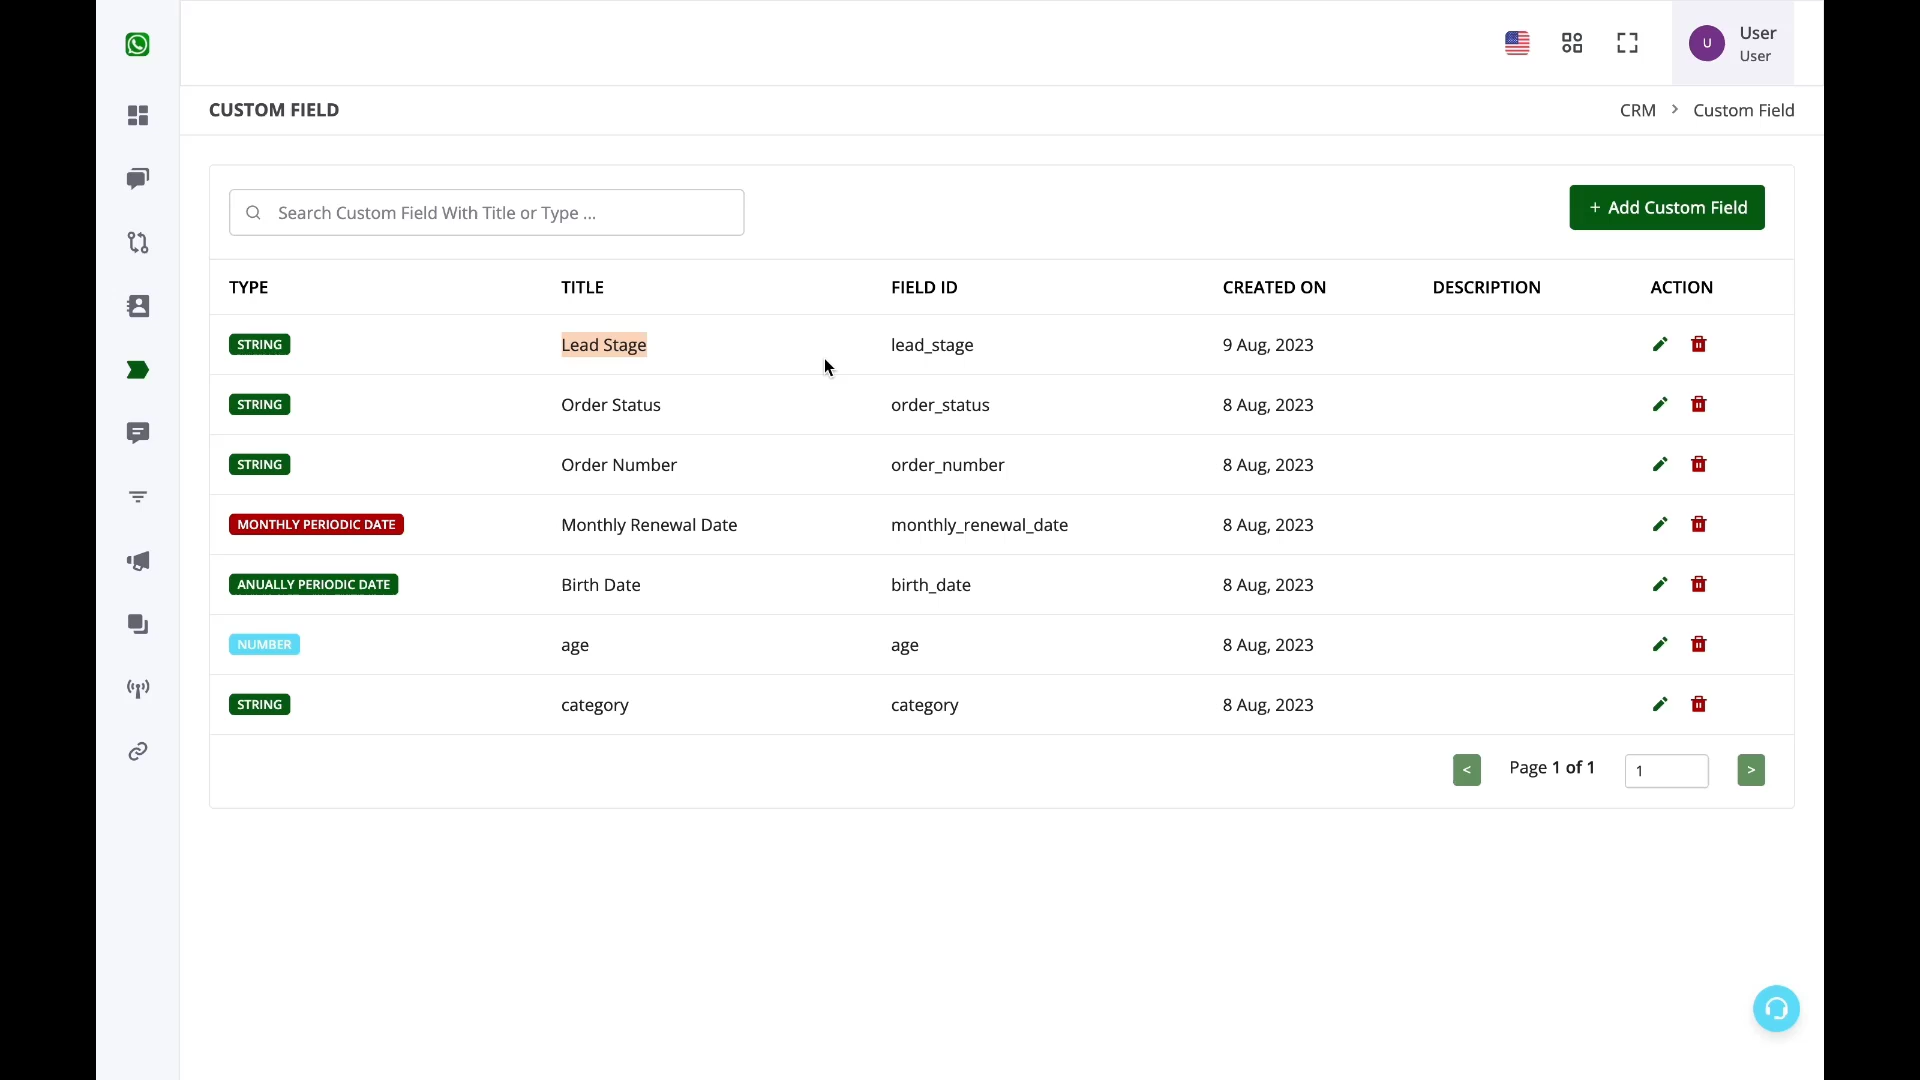 U
User
User
CUSTOM FIELD
CRM > Custom Field
Search Custom Field With Title or Type ...
+ Add Custom Field
TYPE TITLE FIELD ID CREATED ON DESCRIPTION ACTION
STRING Lead Stage lead_stage 9 Aug, 2023
STRING Order Status order_status 8 Aug, 2023
STRING Order Number order_number 8 Aug, 2023
MONTHLY PERIODIC DATE Monthly Renewal Date monthly_renewal_date 8 Aug, 2023
ANUALLY PERIODIC DATE Birth Date birth_date 8 Aug, 2023
NUMBER age age 8 Aug, 2023
STRING category category 8 Aug, 2023
< Page 1 of 1 1 >